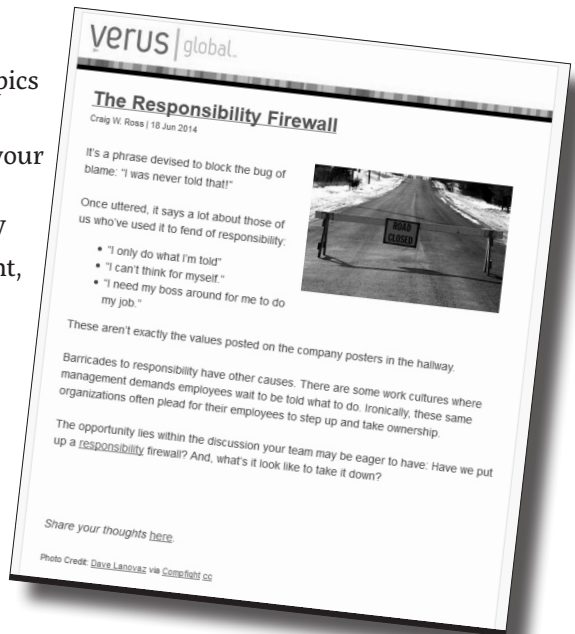 pics
your
y
nt,
verus | global
The Responsibility Firewall
Craig W. Ross | 18 Jun 2014
It's a phrase devised to block the bug of
blame: "I was never told that!"
Once uttered, it says a lot about those of
us who've used it to fend of responsibility:
• "I only do what I'm told"
• "I can't think for myself."
• "I need my boss around for me to do
my job."
ROAD
CLOSED
These aren't exactly the values posted on the company posters in the hallway.
Barricades to responsibility have other causes. There are some work cultures where
management demands employees wait to be told what to do. Ironically, these same
organizations often plead for their employees to step up and take ownership.
The opportunity lies within the discussion your team may be eager to have: Have we put
up a responsibility firewall? And, what's it look like to take it down?
Share your thoughts here.
Photo Credit: Dave Lanovaz via Compfight cc